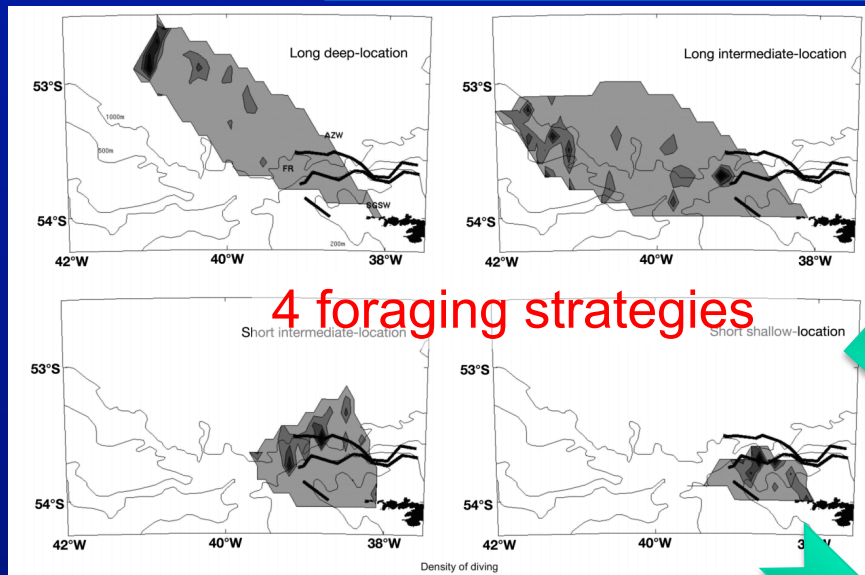 Long deep-location
53°S
1000m
500m
AZW
FR
SGSW
54°S
200m
42°W 40°W 38°W
Long intermediate-location
53°S
54°S
42°W 40°W 38°W
4 foraging strategies
Short intermediate-location
53°S
54°S
42°W 40°W 38°W
Short shallow-location
53°S
54°S
42°W 40°W
Density of diving